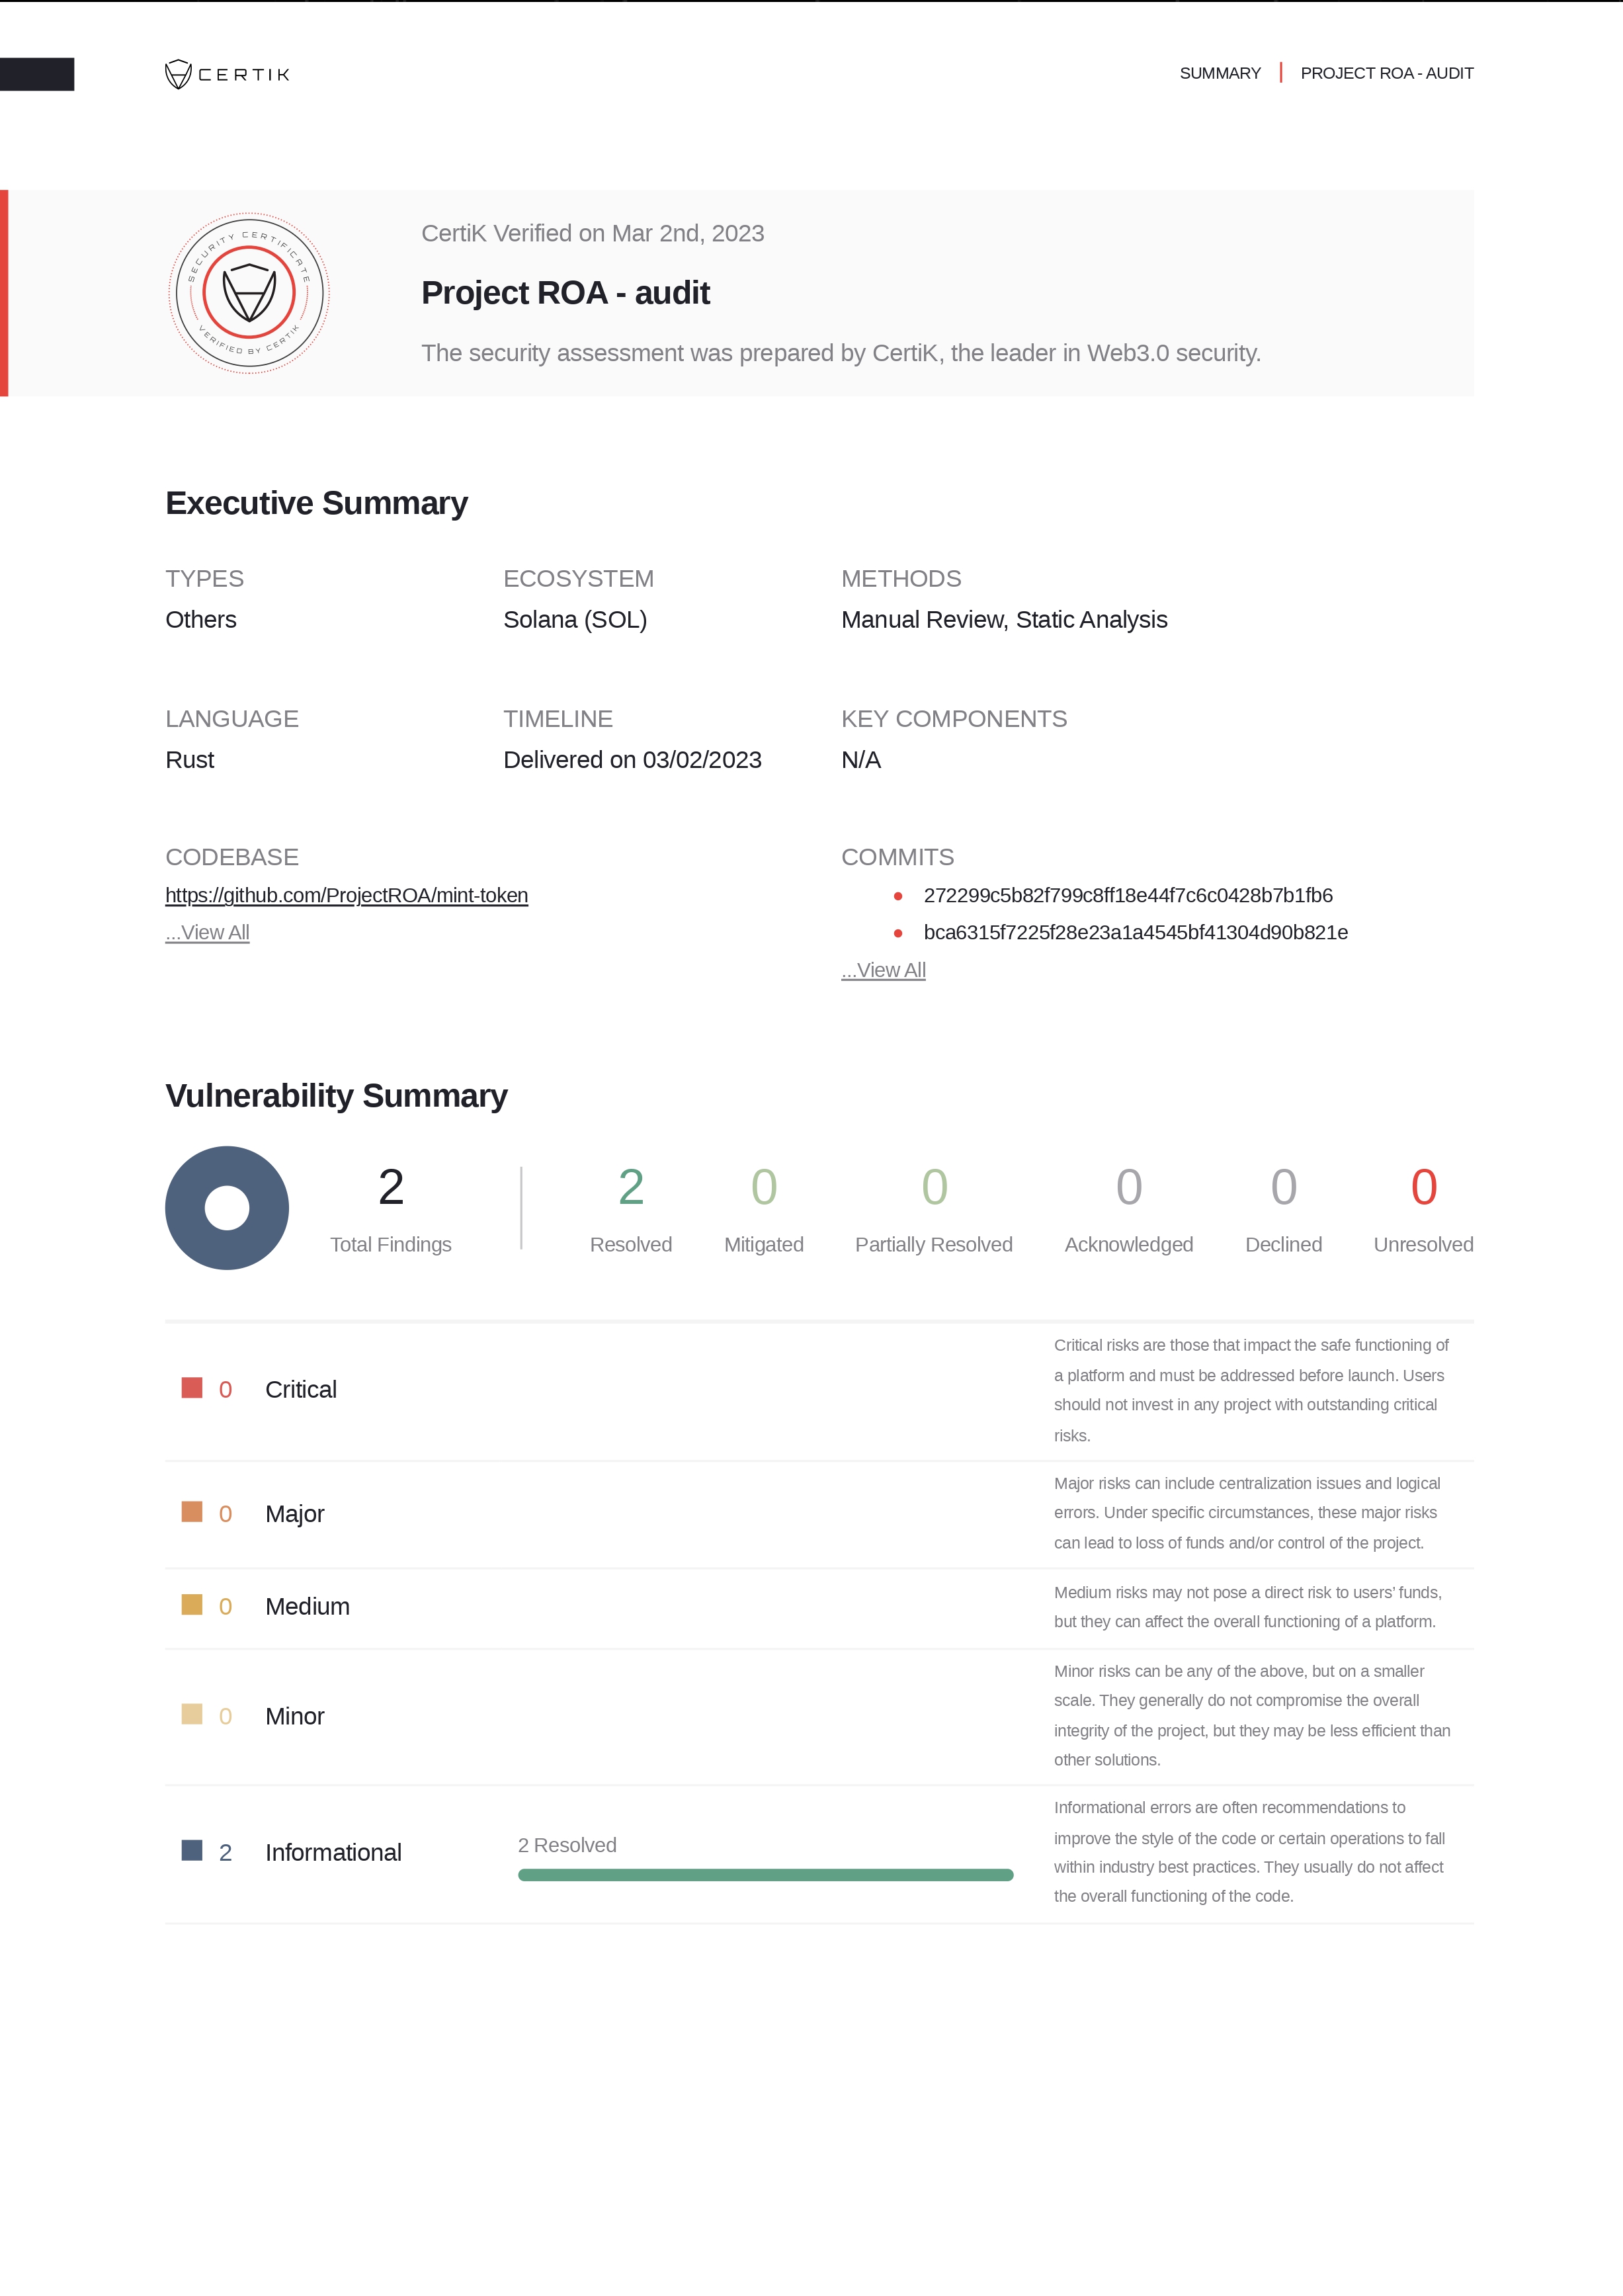 CERTIK
SUMMARY | PROJECT ROA - AUDIT
SECURITY CERTIFICATE
VERIFIED BY CERTIK
CertiK Verified on Mar 2nd, 2023
Project ROA - audit
The security assessment was prepared by CertiK, the leader in Web3.0 security.
Executive Summary
TYPES
Others
ECOSYSTEM
Solana (SOL)
METHODS
Manual Review, Static Analysis
LANGUAGE
Rust
TIMELINE
Delivered on 03/02/2023
KEY COMPONENTS
N/A
CODEBASE
https://github.com/ProjectROA/mint-token
...View All
COMMITS
272299c5b82f799c8ff18e44f7c6c0428b7b1fb6
bca6315f7225f28e23a1a4545bf41304d90b821e
...View All
Vulnerability Summary
2
Total Findings
2
Resolved
0
Mitigated
0
Partially Resolved
0
Acknowledged
0
Declined
0
Unresolved
0 Critical
Critical risks are those that impact the safe functioning of
a platform and must be addressed before launch. Users
should not invest in any project with outstanding critical
risks.
0 Major
Major risks can include centralization issues and logical
errors. Under specific circumstances, these major risks
can lead to loss of funds and/or control of the project.
0 Medium
Medium risks may not pose a direct risk to users’ funds,
but they can affect the overall functioning of a platform.
0 Minor
Minor risks can be any of the above, but on a smaller
scale. They generally do not compromise the overall
integrity of the project, but they may be less efficient than
other solutions.
2 Informational
2 Resolved
Informational errors are often recommendations to
improve the style of the code or certain operations to fall
within industry best practices. They usually do not affect
the overall functioning of the code.